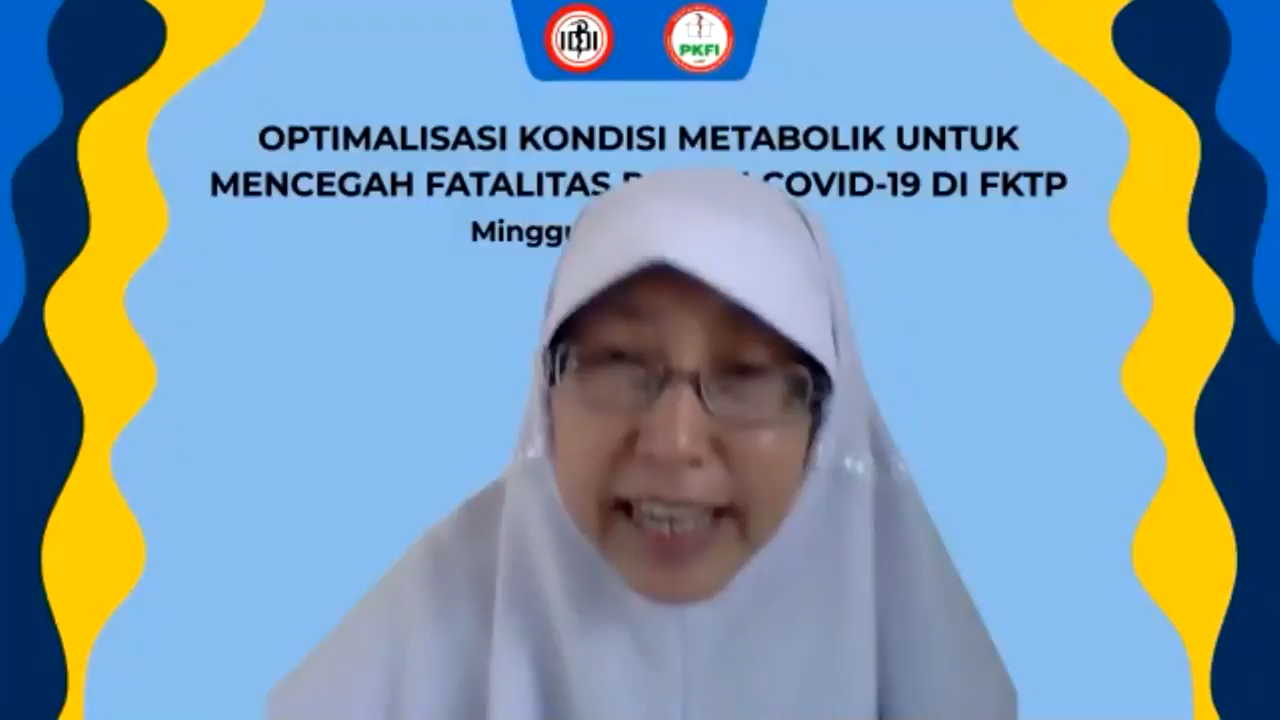 IDI
PKFI
OPTIMALISASI KONDISI METABOLIK UNTUK
MENCEGAH FATALITAS COVID-19 DI FKTP
Minggu